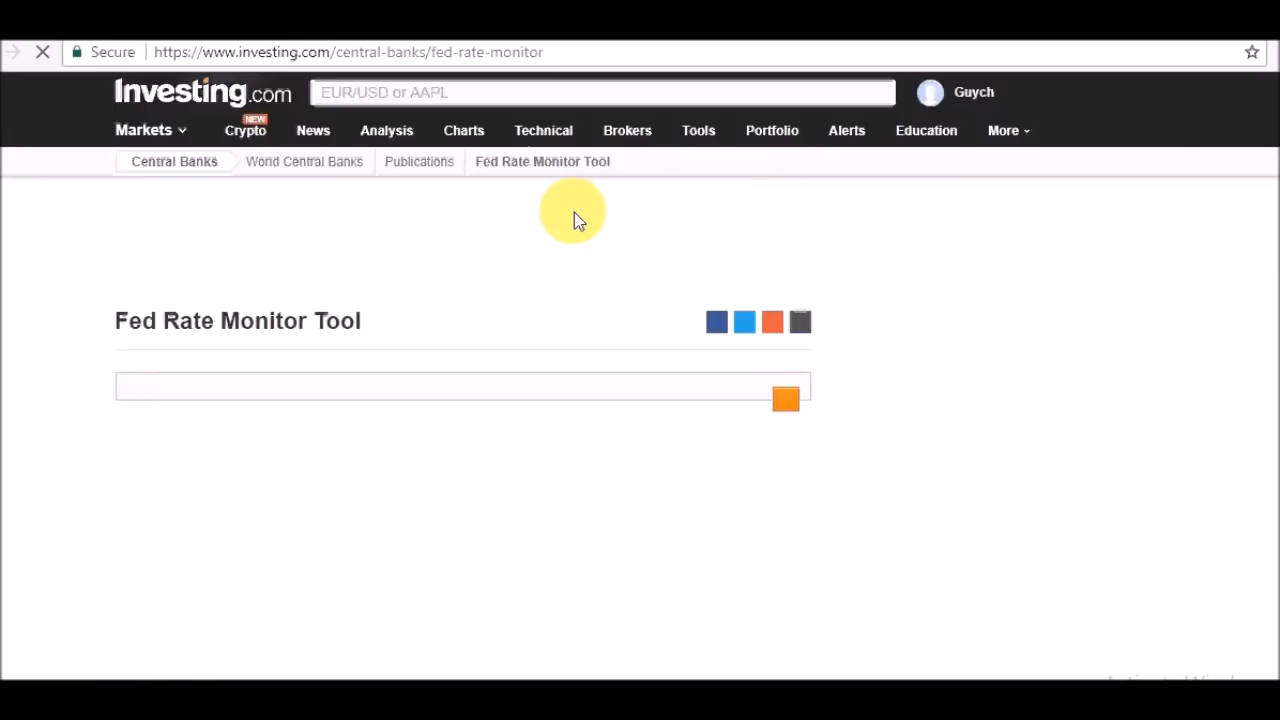 Secure https://www.investing.com/central-banks/fed-rate-monitor
Investing.com EUR/USD or AAPL Guych
NEW
Markets Crypto News Analysis Charts Technical Brokers Tools Portfolio Alerts Education More
Central Banks World Central Banks Publications Fed Rate Monitor Tool
Fed Rate Monitor Tool